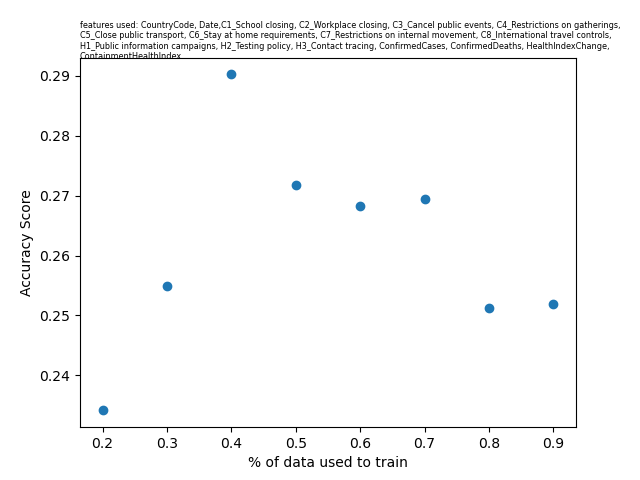 features used: CountryCode, Date,C1_School closing, C2_Workplace closing, C3_Cancel public events, C4_Restrictions on gatherings,
C5_Close public transport, C6_Stay at home requirements, C7_Restrictions on internal movement, C8_International travel controls,
H1_Public information campaigns, H2_Testing policy, H3_Contact tracing, ConfirmedCases, ConfirmedDeaths, HealthIndexChange,
ContainmentHealthIndex
0.29
0.28
0.27
0.26
0.25
0.24
Accuracy Score
0.2 0.3 0.4 0.5 0.6 0.7 0.8 0.9
% of data used to train